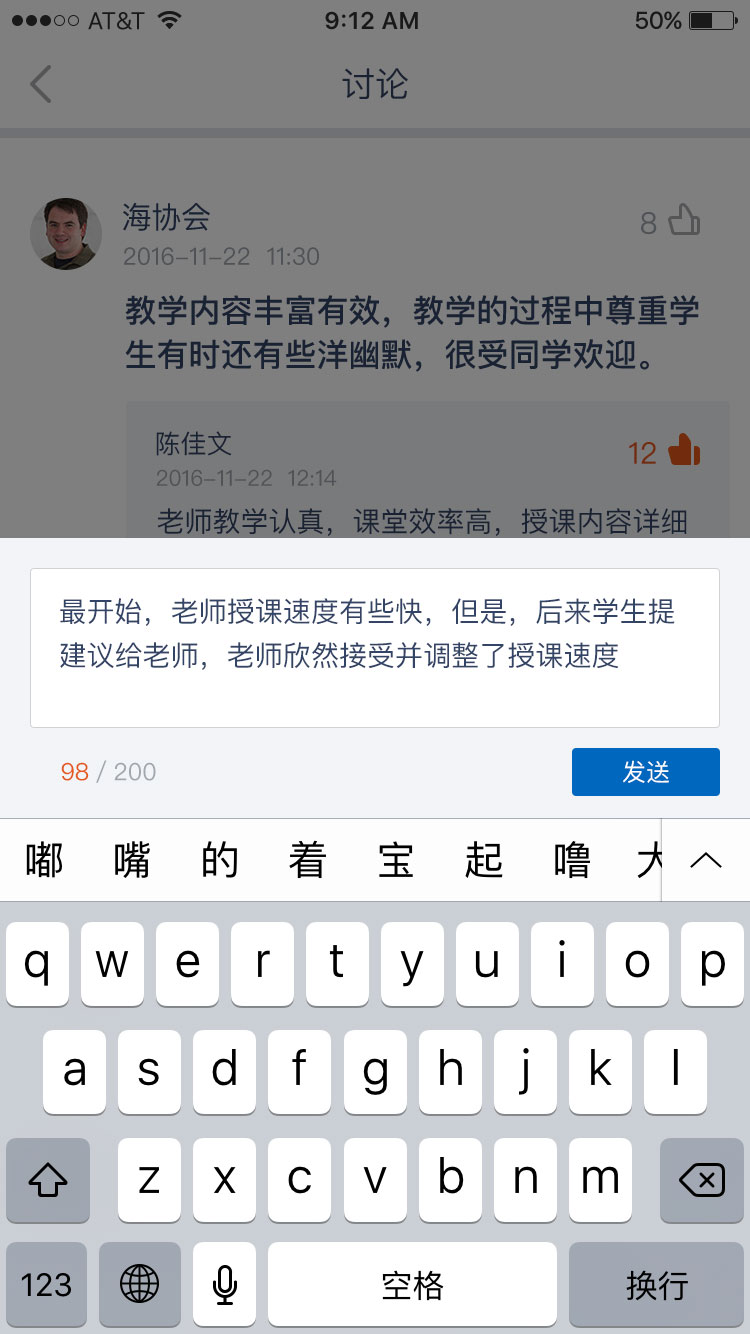 AT&T 9:12 AM 50%
讨论
海协会 8
2016-11-22 11:30
教学内容丰富有效，教学的过程中尊重学
生有时还有些洋幽默，很受同学欢迎。
陈佳文 12
2016-11-22 12:14
老师教学认真，课堂效率高，授课内容详细
最开始，老师授课速度有些快，但是，后来学生提
建议给老师，老师欣然接受并调整了授课速度
98 / 200 发送
嘟 嘴 的 着 宝 起 噜 大
q w e r t y u i o p
a s d f g h j k l
z x c v b n m
123 空格 换行